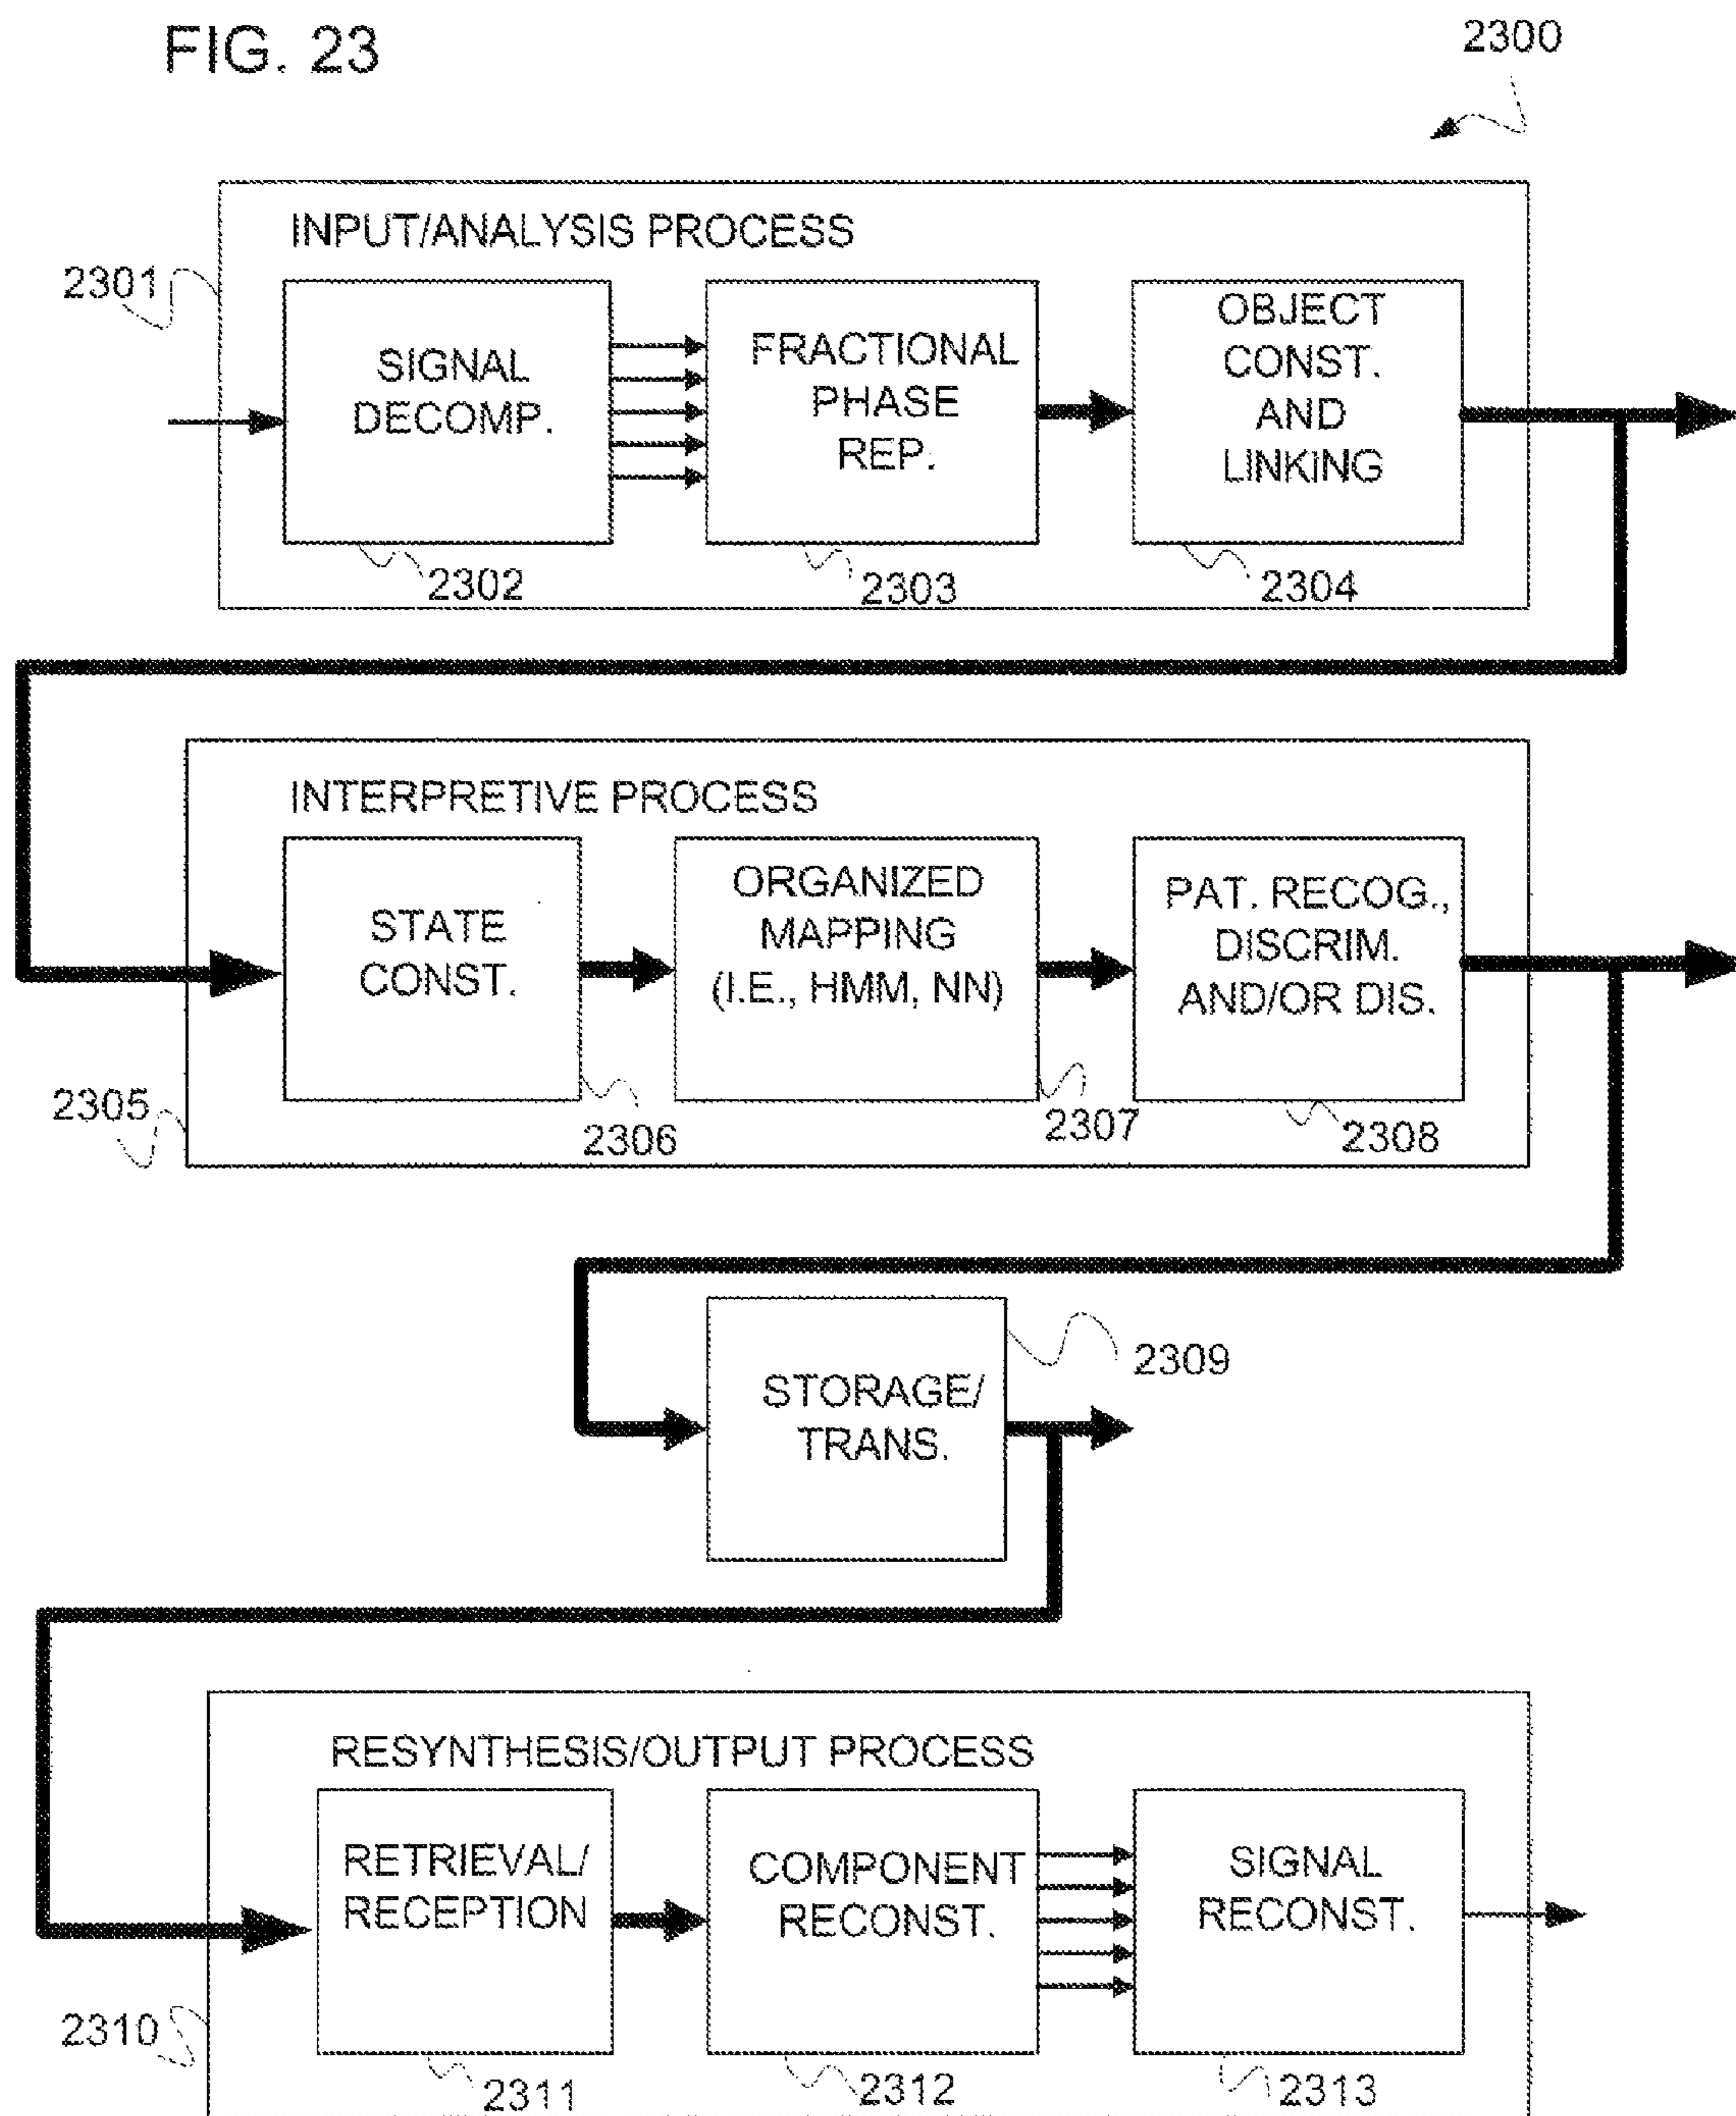 FIG. 23
2300
INPUT/ANALYSIS PROCESS
2301
SIGNAL
DECOMP.
FRACTIONAL
PHASE
REP.
OBJECT
CONST.
AND
LINKING
2302
2303
2304
INTERPRETIVE PROCESS
STATE
CONST.
ORGANIZED
MAPPING
(I.E., HMM, NN)
PAT. RECOG.,
DISCRIM.
AND/OR DIS.
2305
2306
2307
2308
STORAGE/
TRANS.
2309
RESYNTHESIS/OUTPUT PROCESS
RETRIEVAL/
RECEPTION
COMPONENT
RECONST.
SIGNAL
RECONST.
2310
2311
2312
2313